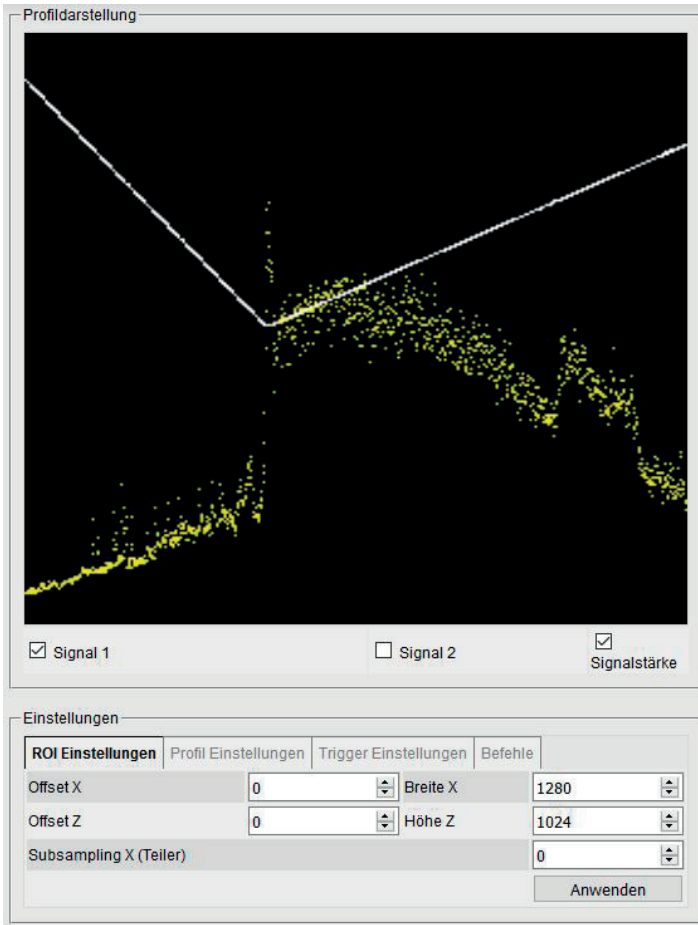 Profildarstellung
Signal 1
Signal 2
Signalstärke
Einstellungen
ROI Einstellungen
Profil Einstellungen
Trigger Einstellungen
Befehle
Offset X 0 Breite X 1280
Offset Z 0 Höhe Z 1024
Subsampling X (Teiler) 0
Anwenden